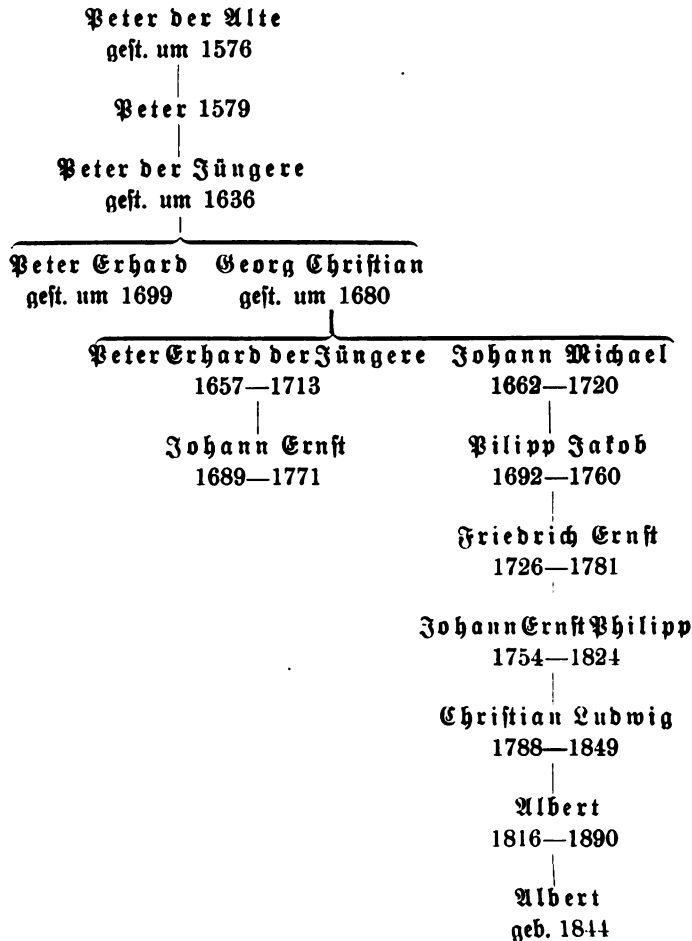 Peter der Alte
geſt. um 1576
Peter 1579
Peter der Jüngere
geſt. um 1636
Peter Erhard Georg Chriſtian
geſt. um 1699 geſt. um 1680
Peter Erhard der Jüngere Johann Michael
1657—1713 1662—1720
Johann Ernſt Pilipp Jakob
1689—1771 1692—1760
Friedrich Ernſt
1726—1781
Johann Ernſt Philipp
1754—1824
Chriſtian Ludwig
1788—1849
Albert
1816—1890
Albert
geb. 1844